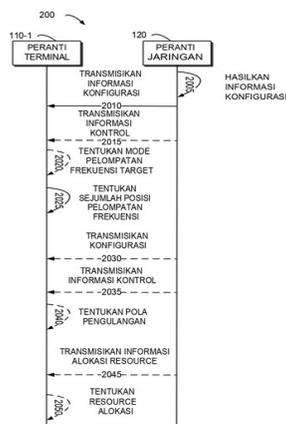 200
110-1
120
PERANTI
TERMINAL
PERANTI
JARINGAN
2005
HASILKAN
INFORMASI
KONFIGURASI
TRANSMISIKAN
INFORMASI
KONFIGURASI
2010
TRANSMISIKAN
INFORMASI
KONTROL
2015
2020
TENTUKAN MODE
PELOMPATAN
FREKUENSI TARGET
2025
TENTUKAN
SEJUMLAH POSISI
PELOMPATAN
FREKUENSI
TRANSMISIKAN
KONFIGURASI
2030
TRANSMISIKAN
INFORMASI KONTROL
2035
2040
TENTUKAN POLA
PENGULANGAN
TRANSMISIKAN INFORMASI
ALOKASI RESOURCE
2045
2050
TENTUKAN
RESOURCE
ALOKASI